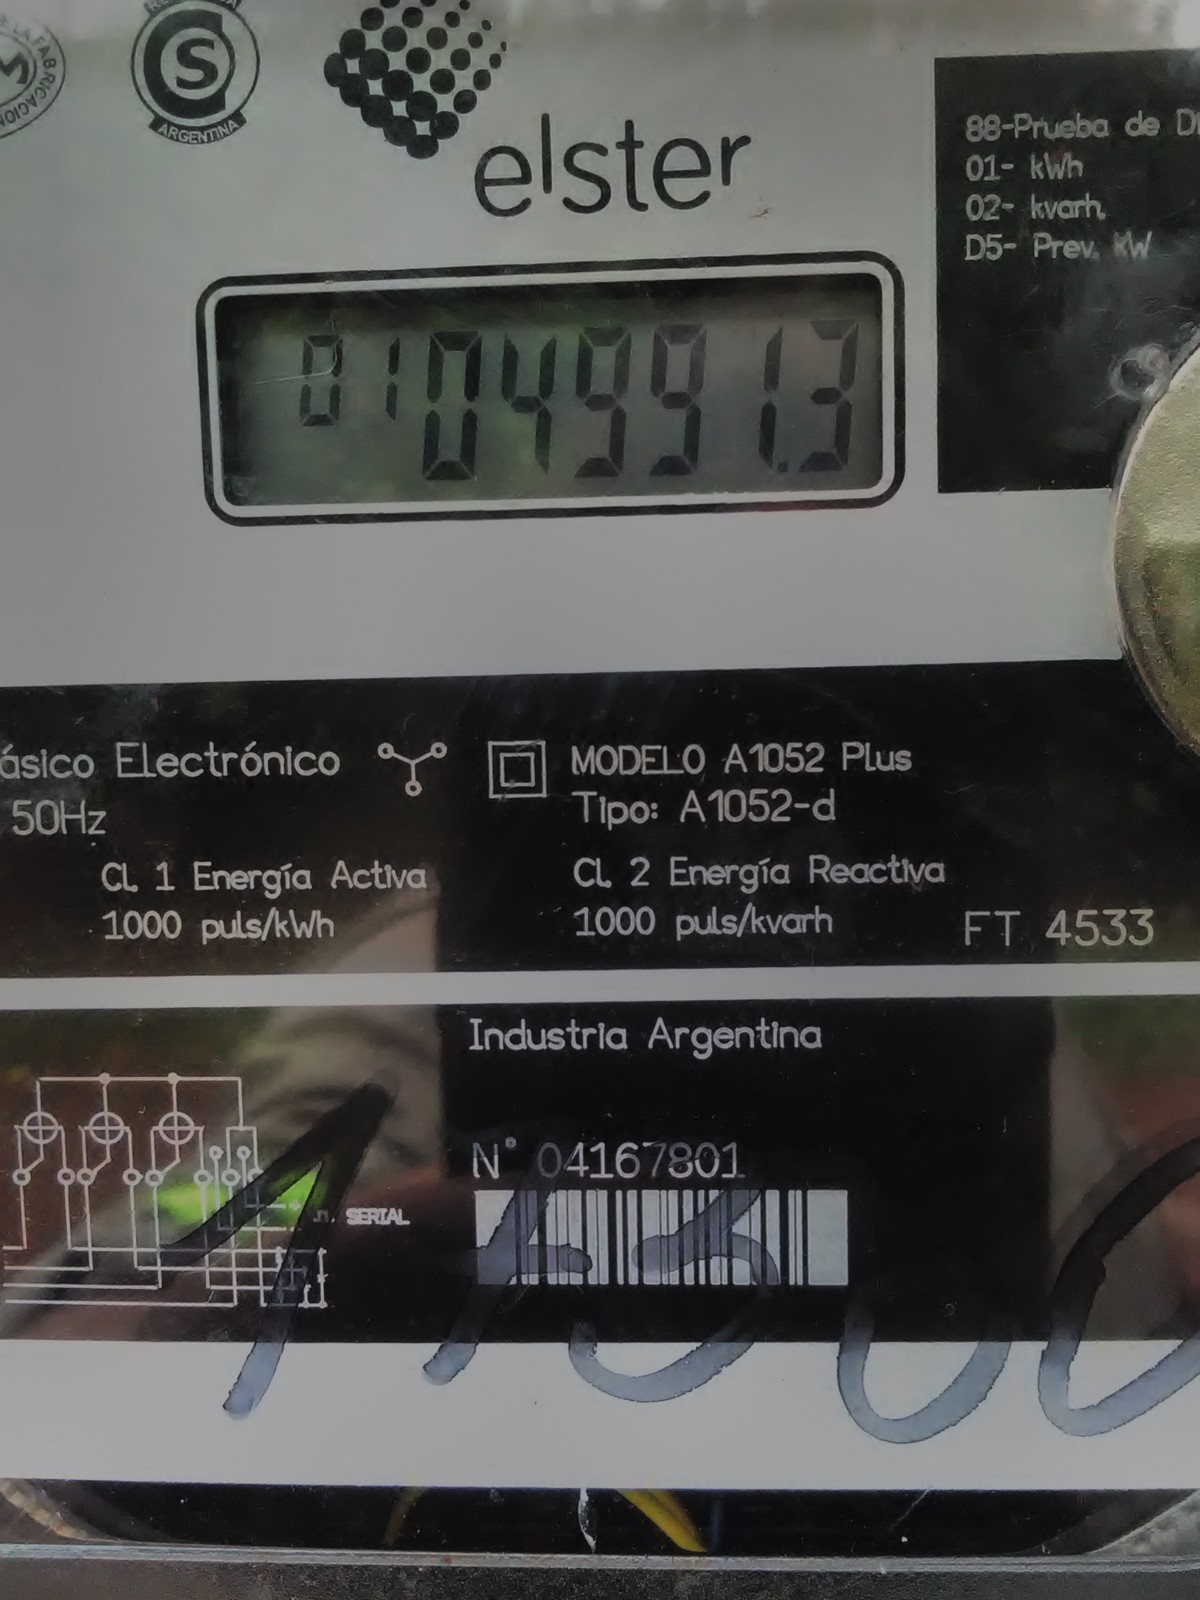 LA FABRICACION
S
ARGENTINA
elster
88-Prueba de
01- kWh
02- kvarh.
D5- Prev. kW
01 04991.3
ásico Electrónico
50Hz
MODELO A1052 Plus
Tipo: A1052-d
Cl. 1 Energía Activa
1000 puls/kWh
Cl. 2 Energía Reactiva
1000 puls/kvarh
FT 4533
Industria Argentina
N° 04167801
SERIAL